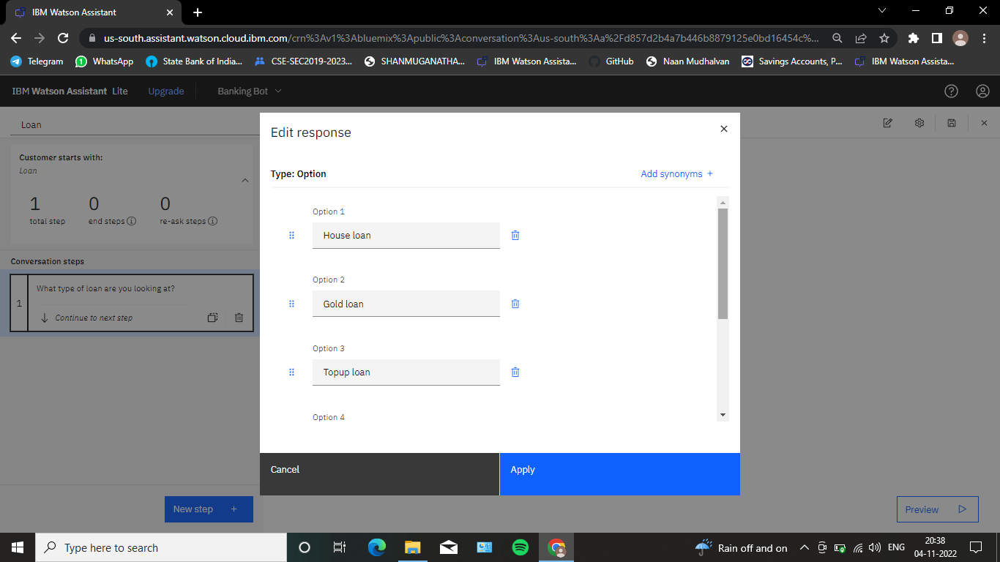 IBM Watson Assistant
us-south.assistant.watson.cloud.ibm.com/crn%3Av1%3Abluemix%3Apublic%3Aconversation%3Aus-south%3Aa%2Fd857d2b4a7b446b8879125e0bd16454c%...
Telegram WhatsApp State Bank of India... CSE-SEC2019-2023... SHANMUGANATHA... IBM Watson Assista... GitHub Naan Mudhalvan Savings Accounts, P... IBM Watson Assista...
IBM Watson Assistant Lite Upgrade Banking Bot
Loan
Customer starts with:
Loan
1 0 0
total step end steps re-ask steps
Conversation steps
1 What type of loan are you looking at?
Continue to next step
New step +
Edit response
Type: Option Add synonyms +
Option 1
House loan
Option 2
Gold loan
Option 3
Topup loan
Option 4
Cancel Apply
Preview
Type here to search
Rain off and on ENG
20:38
04-11-2022